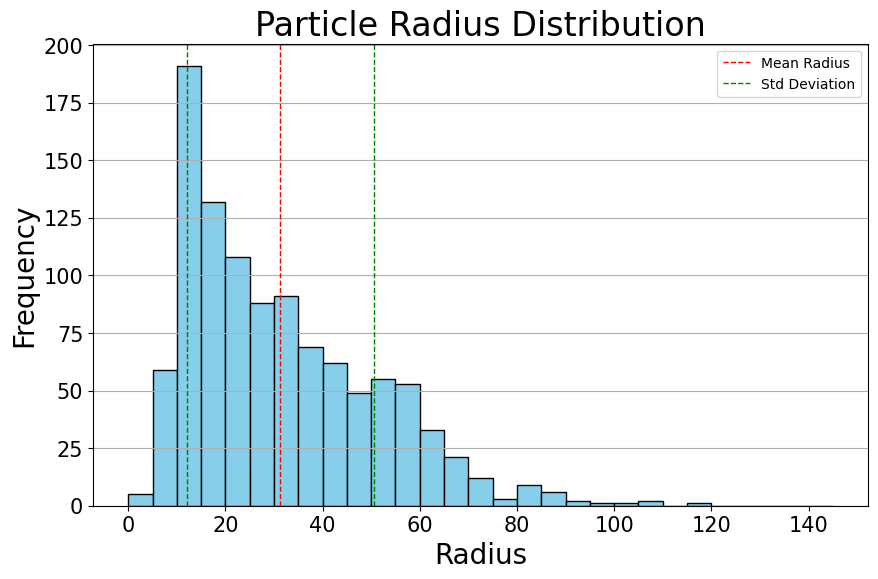 Particle Radius Distribution
Mean Radius
Std Deviation
Frequency
200
175
150
125
100
75
50
25
0
0 20 40 60 80 100 120 140
Radius